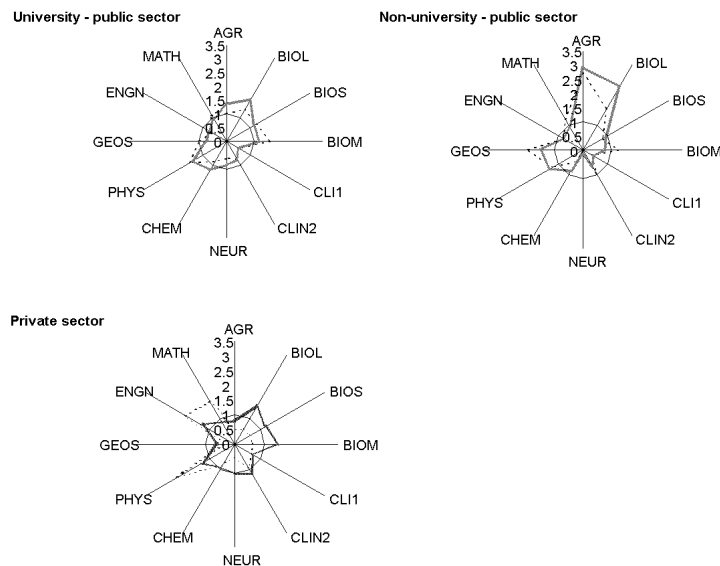 University - public sector
AGR
3.5
3
2.5
2
1.5
1
0.5
0
BIOL
BIOS
BIOM
CLI1
CLIN2
NEUR
CHEM
PHYS
GEOS
ENGN
MATH
Non-university - public sector
AGR
3.5
3
2.5
2
1.5
1
0.5
0
BIOL
BIOS
BIOM
CLI1
CLIN2
NEUR
CHEM
PHYS
GEOS
ENGN
MATH
Private sector
AGR
3.5
3
2.5
2
1.5
1
0.5
0
BIOL
BIOS
BIOM
CLI1
CLIN2
NEUR
CHEM
PHYS
GEOS
ENGN
MATH